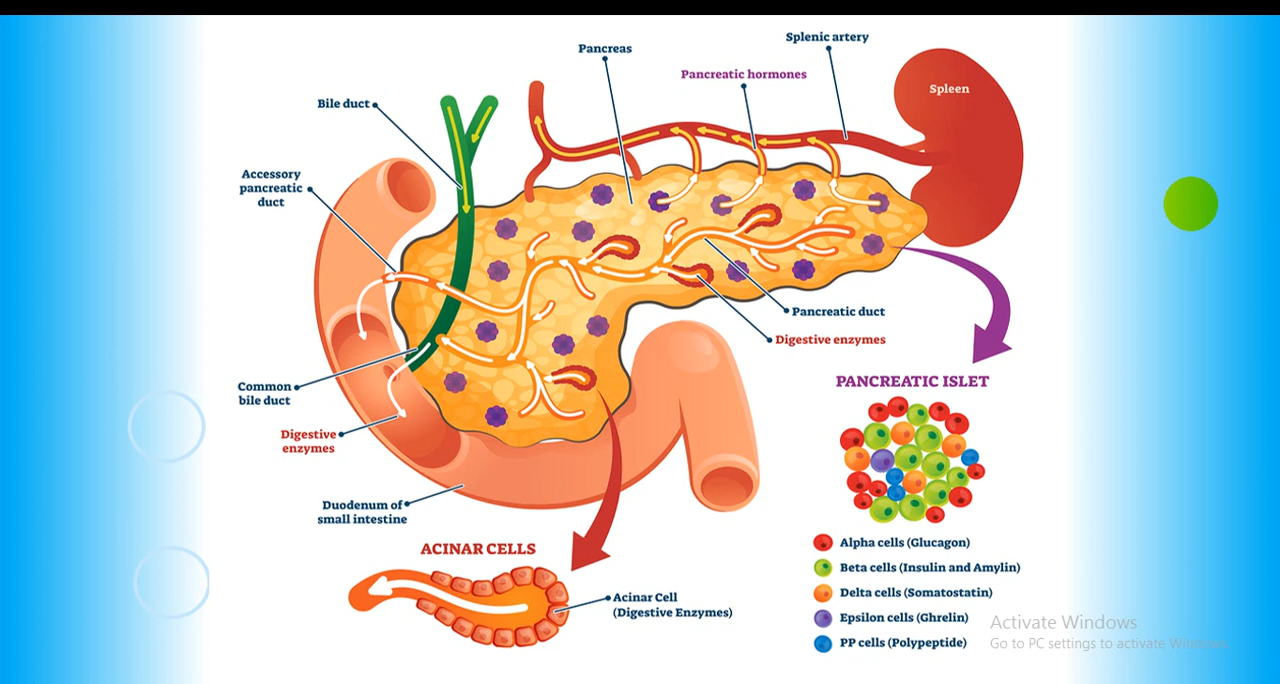 Splenic artery
Pancreas
Pancreatic hormones
Spleen
Bile duct
Accessory
pancreatic
duct
Pancreatic duct
Digestive enzymes
PANCREATIC ISLET
Common
bile duct
Digestive
enzymes
Duodenum of
small intestine
ACINAR CELLS
Acinar Cell
(Digestive Enzymes)
Alpha cells (Glucagon)
Beta cells (Insulin and Amylin)
Delta cells (Somatostatin)
Epsilon cells (Ghrelin)
PP cells (Polypeptide)
Activate Windows
Go to PC settings to activate Windows.